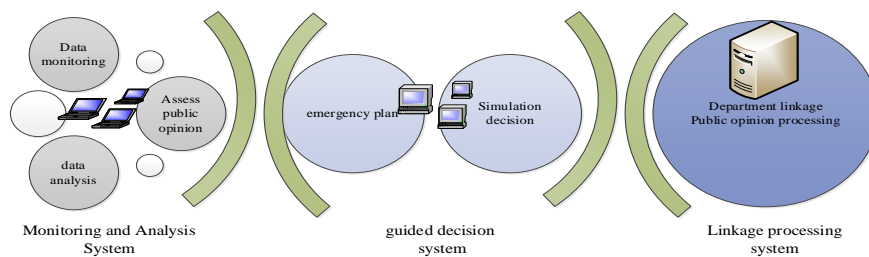 Data
monitoring
Assess
public
opinion
data
analysis
Monitoring and Analysis
System
emergency plan
Simulation
decision
guided decision
system
Department linkage
Public opinion processing
Linkage processing
system